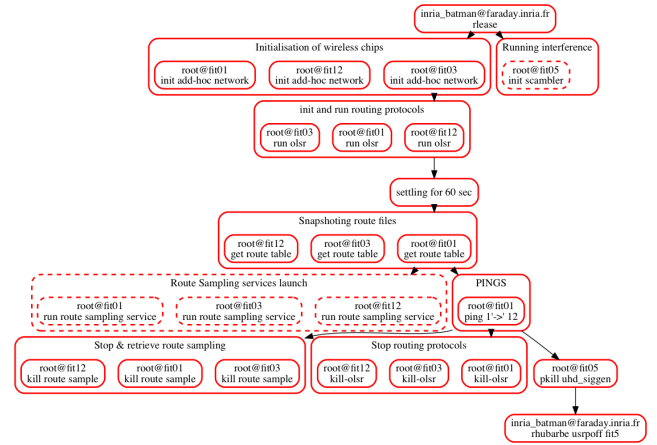 inria_batman@faraday.inria.fr
rlease
Initialisation of wireless chips
root@fit01
init add-hoc network
root@fit12
init add-hoc network
root@fit03
init add-hoc network
Running interference
root@fit05
init scambler
init and run routing protocols
root@fit03
run olsr
root@fit01
run olsr
root@fit12
run olsr
settling for 60 sec
Snapshoting route files
root@fit12
get route table
root@fit03
get route table
root@fit01
get route table
Route Sampling services launch
root@fit01
run route sampling service
root@fit03
run route sampling service
root@fit12
run route sampling service
PINGS
root@fit01
ping 1'->' 12
Stop & retrieve route sampling
root@fit12
kill route sample
root@fit01
kill route sample
root@fit03
kill route sample
Stop routing protocols
root@fit12
kill-olsr
root@fit03
kill-olsr
root@fit01
kill-olsr
root@fit05
pkill uhd_siggen
inria_batman@faraday.inria.fr
rhubarbe usrpoff fit5